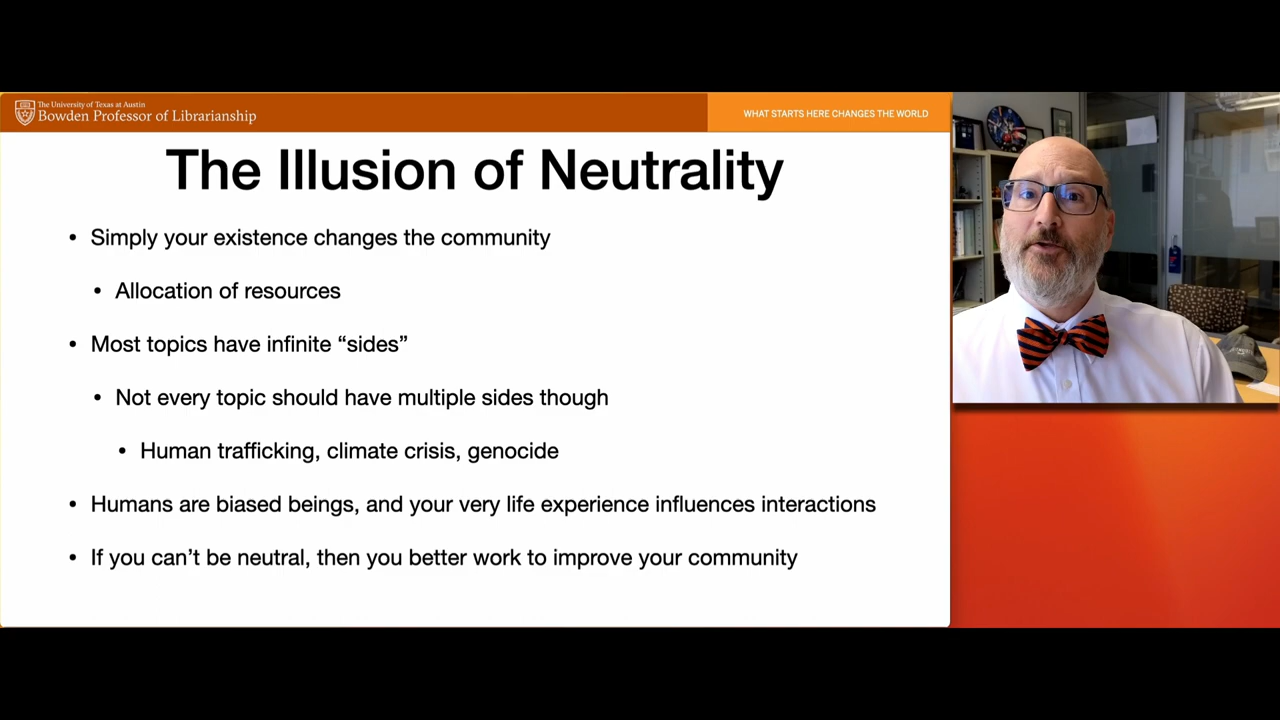 The University of Texas at Austin
Bowden Professor of Librarianship
WHAT STARTS HERE CHANGES THE WORLD
The Illusion of Neutrality
• Simply your existence changes the community
• Allocation of resources
• Most topics have infinite “sides”
• Not every topic should have multiple sides though
• Human trafficking, climate crisis, genocide
• Humans are biased beings, and your very life experience influences interactions
• If you can’t be neutral, then you better work to improve your community